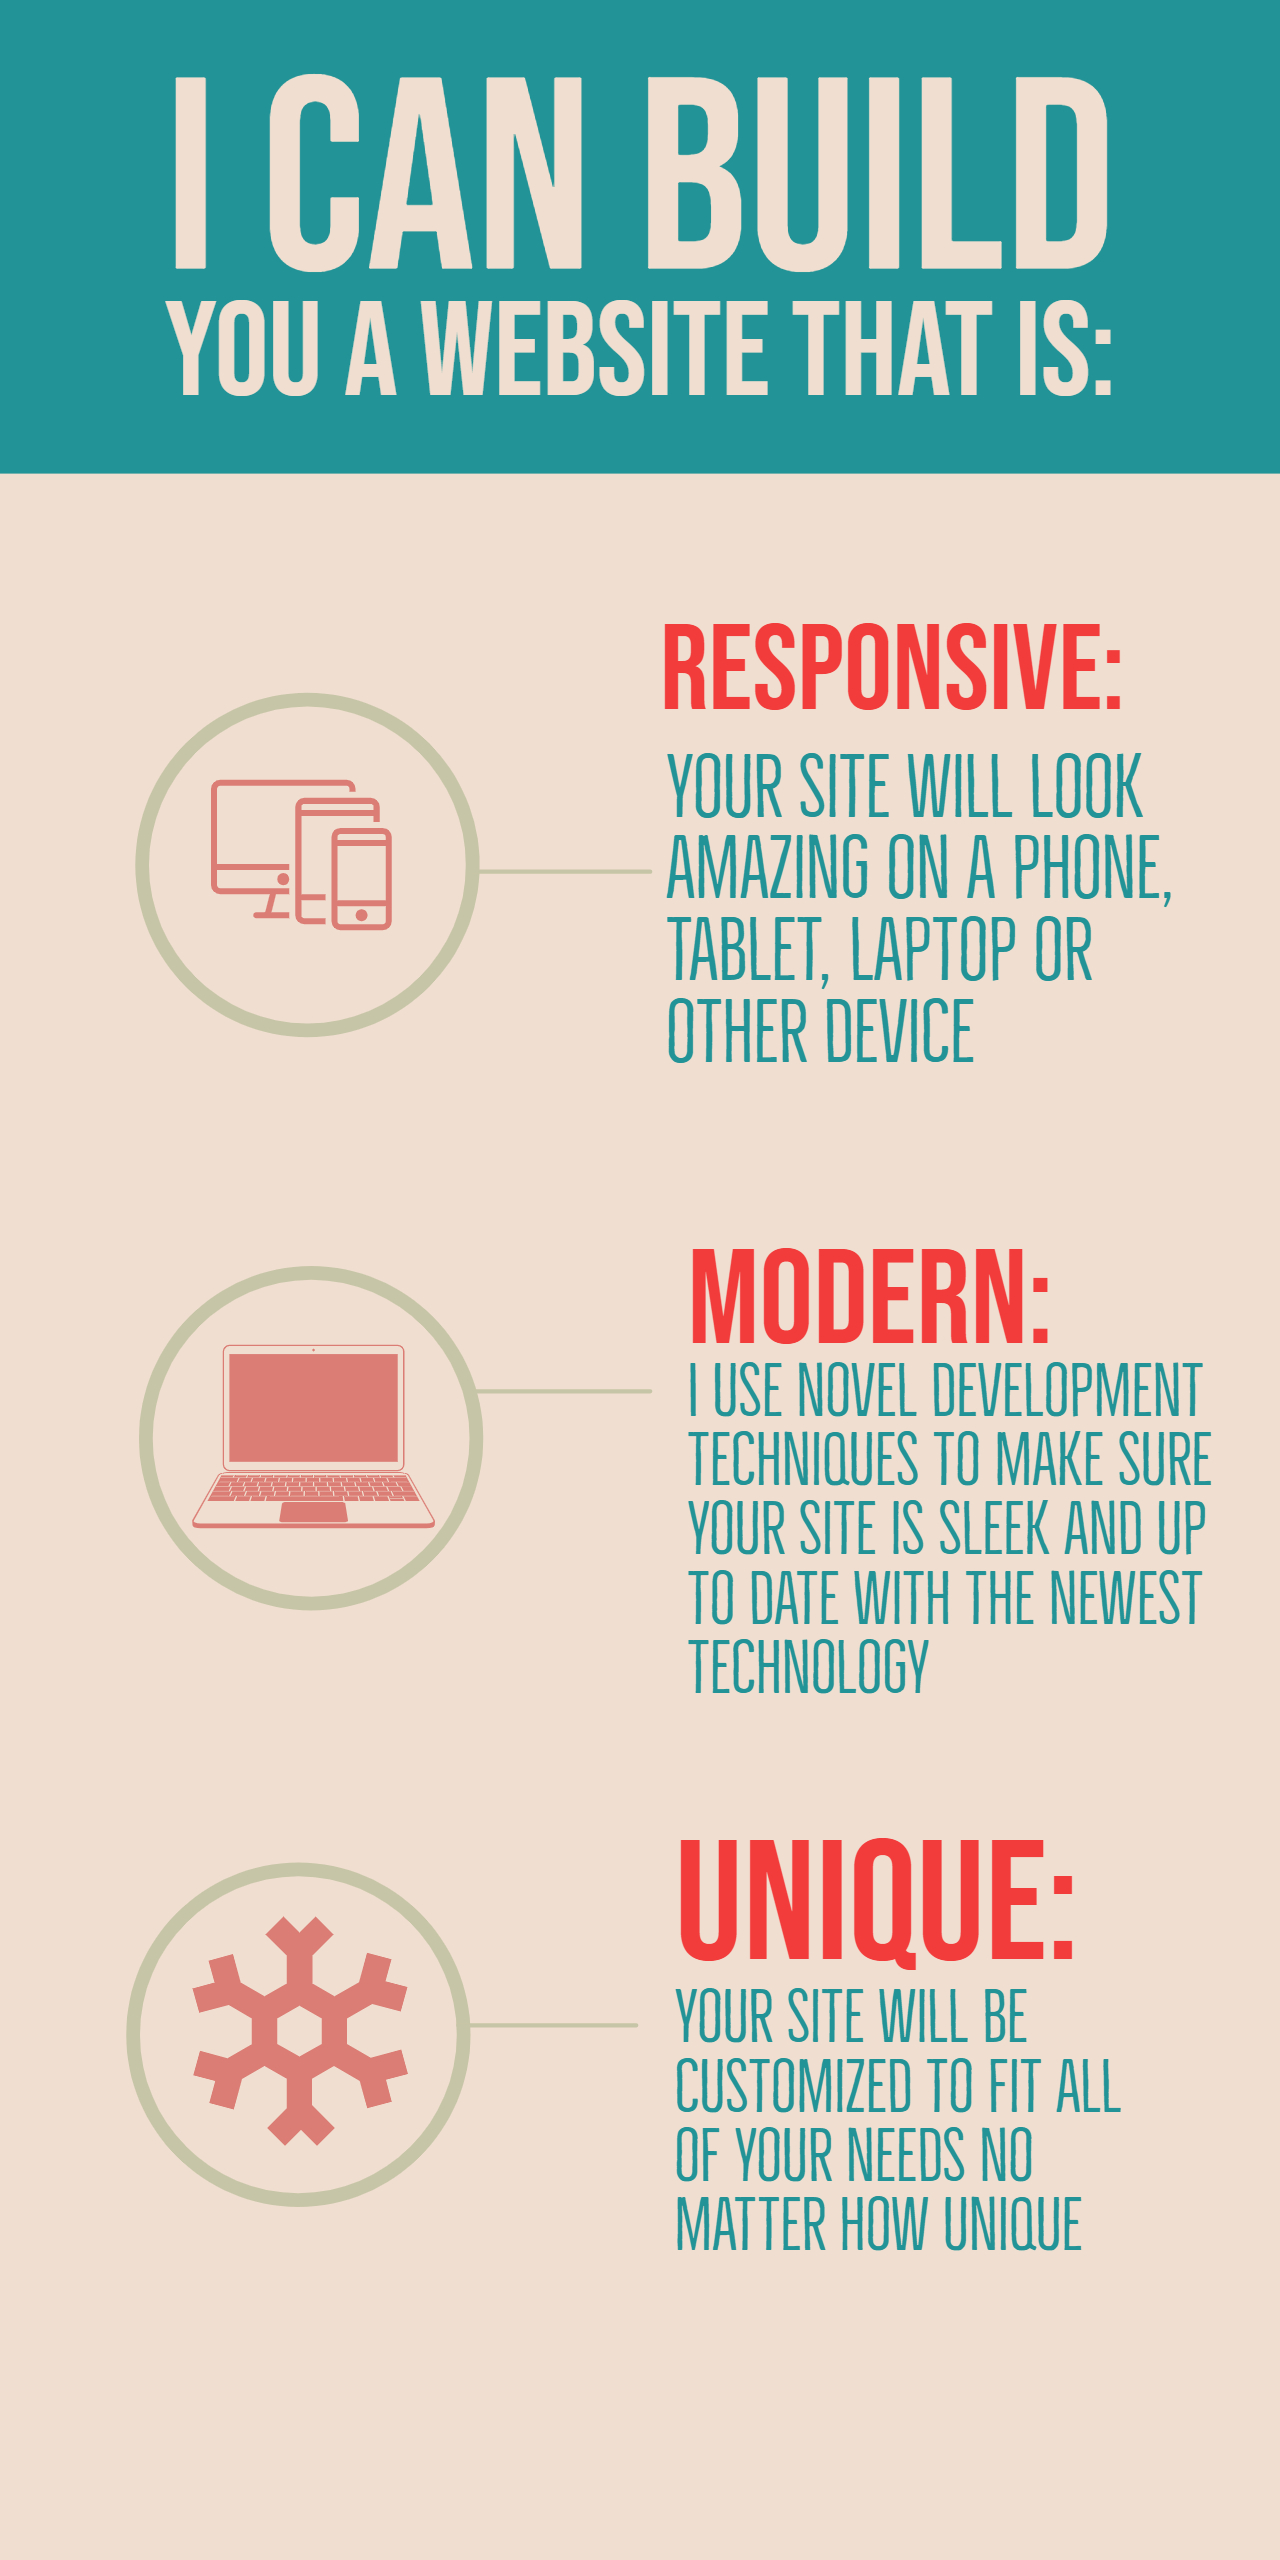 I CAN BUILD
YOU A WEBSITE THAT IS:
RESPONSIVE:
YOUR SITE WILL LOOK
AMAZING ON A PHONE,
TABLET, LAPTOP OR
OTHER DEVICE
MODERN:
I USE NOVEL DEVELOPMENT
TECHNIQUES TO MAKE SURE
YOUR SITE IS SLEEK AND UP
TO DATE WITH THE NEWEST
TECHNOLOGY
UNIQUE:
YOUR SITE WILL BE
CUSTOMIZED TO FIT ALL
OF YOUR NEEDS NO
MATTER HOW UNIQUE